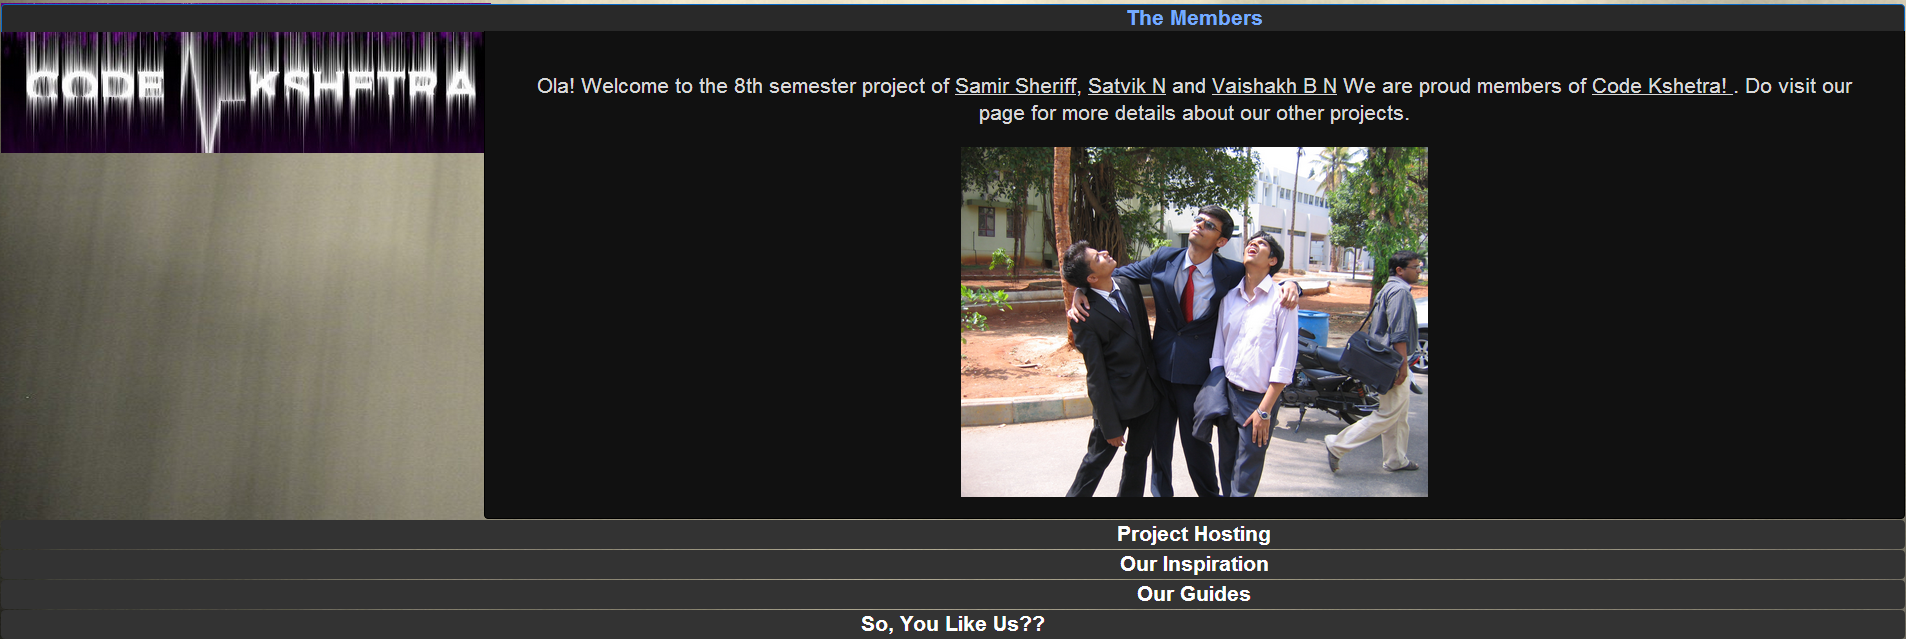 The Members
CODE KSHETRA
Ola! Welcome to the 8th semester project of Samir Sheriff, Satvik N and Vaishakh B N We are proud members of Code Kshetra! . Do visit our
page for more details about our other projects.
Project Hosting
Our Inspiration
Our Guides
So, You Like Us??